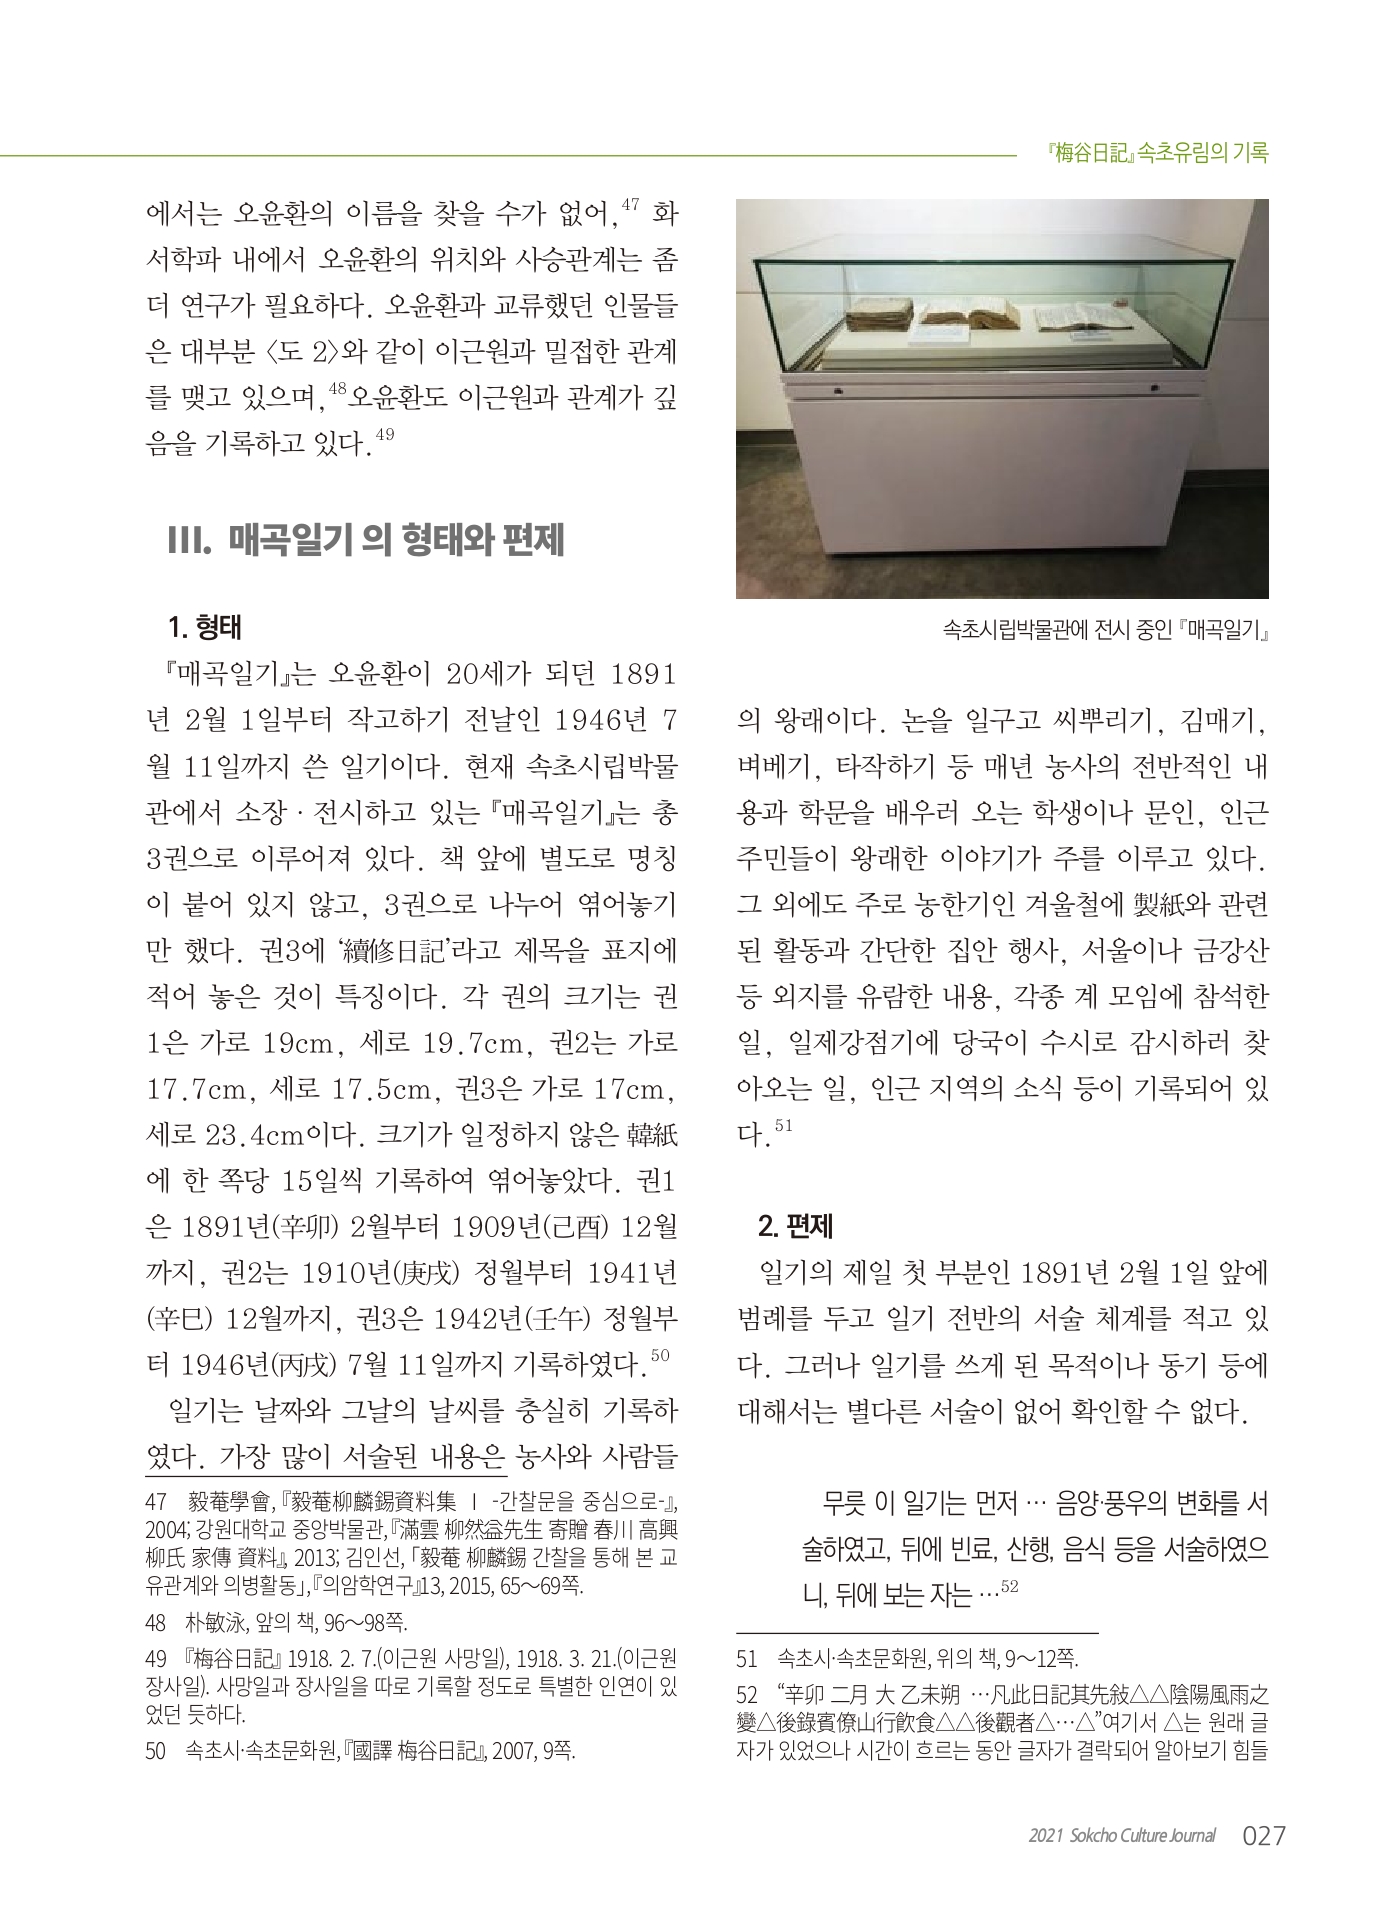 『梅谷日記』 속초유림의 기록
에서는 오윤환의 이름을 찾을 수가 없어,47 화
서학파 내에서 오윤환의 위치와 사승관계는 좀
더 연구가 필요하다. 오윤환과 교류했던 인물들
은 대부분 〈도 2〉와 같이 이근원과 밀접한 관계
를 맺고 있으며,48 오윤환도 이근원과 관계가 깊
음을 기록하고 있다.49
III. 매곡일기 의 형태와 편제
1. 형태
『매곡일기』는 오윤환이 20세가 되던 1891
년 2월 1일부터 작고하기 전날인 1946년 7
월 11일까지 쓴 일기이다. 현재 속초시립박물
관에서 소장 · 전시하고 있는 『매곡일기』는 총
3권으로 이루어져 있다. 책 앞에 별도로 명칭
이 붙어 있지 않고, 3권으로 나누어 엮어놓기
만 했다. 권3에 ‘續修日記’라고 제목을 표지에
적어 놓은 것이 특징이다. 각 권의 크기는 권
1은 가로 19cm, 세로 19.7cm, 권2는 가로
17.7cm, 세로 17.5cm, 권3은 가로 17cm,
세로 23.4cm이다. 크기가 일정하지 않은 韓紙
에 한 쪽당 15일씩 기록하여 엮어놓았다. 권1
은 1891년(辛卯) 2월부터 1909년(己酉) 12월
까지, 권2는 1910년(庚戌) 정월부터 1941년
(辛巳) 12월까지, 권3은 1942년(壬午) 정월부
터 1946년(丙戌) 7월 11일까지 기록하였다.50
일기는 날짜와 그날의 날씨를 충실히 기록하
였다. 가장 많이 서술된 내용은 농사와 사람들
47 毅菴學會, 『毅菴柳麟錫資料集 Ⅰ -간찰문을 중심으로-』,
2004; 강원대학교 중앙박물관, 『滿雲 柳然益先生 寄贈 春川 高興
柳氏 家傳 資料』, 2013; 김인선, 「毅菴 柳麟錫 간찰을 통해 본 교
유관계와 의병활동」, 『의암학연구』13, 2015, 65～69쪽.
48 朴敏泳, 앞의 책, 96～98쪽.
49 『梅谷日記』 1918. 2. 7.(이근원 사망일), 1918. 3. 21.(이근원
장사일). 사망일과 장사일을 따로 기록할 정도로 특별한 인연이 있
었던 듯하다.
50 속초시·속초문화원, 『國譯 梅谷日記』, 2007, 9쪽.
속초시립박물관에 전시 중인 『매곡일기』
의 왕래이다. 논을 일구고 씨뿌리기, 김매기,
벼베기, 타작하기 등 매년 농사의 전반적인 내
용과 학문을 배우러 오는 학생이나 문인, 인근
주민들이 왕래한 이야기가 주를 이루고 있다.
그 외에도 주로 농한기인 겨울철에 製紙와 관련
된 활동과 간단한 집안 행사, 서울이나 금강산
등 외지를 유람한 내용, 각종 계 모임에 참석한
일, 일제강점기에 당국이 수시로 감시하러 찾
아오는 일, 인근 지역의 소식 등이 기록되어 있
다.51
2. 편제
일기의 제일 첫 부분인 1891년 2월 1일 앞에
범례를 두고 일기 전반의 서술 체계를 적고 있
다. 그러나 일기를 쓰게 된 목적이나 동기 등에
대해서는 별다른 서술이 없어 확인할 수 없다.
무릇 이 일기는 먼저 … 음양·풍우의 변화를 서
술하였고, 뒤에 빈료, 산행, 음식 등을 서술하였으
니, 뒤에 보는 자는 …52
51 속초시·속초문화원, 위의 책, 9～12쪽.
52 “辛卯 二月 大 乙未朔 …凡此日記其先敍△△陰陽風雨之
變△後錄賓僚山行飮食△△後觀者△…△”여기서 △는 원래 글
자가 있었으나 시간이 흐르는 동안 글자가 결락되어 알아보기 힘들
2021 Sokcho Culture Journal 027